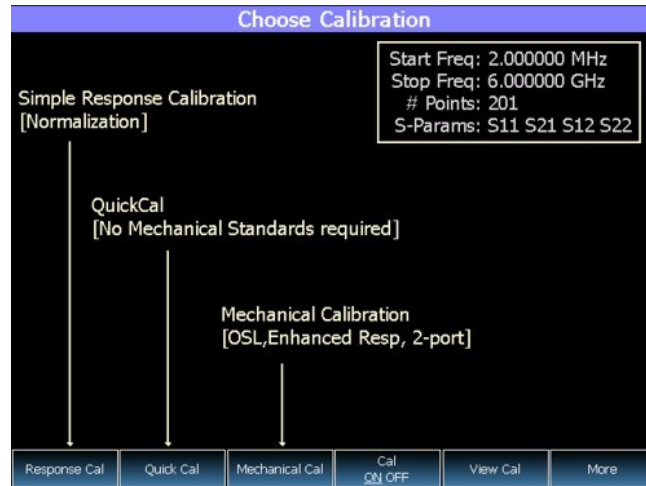 Choose Calibration
Start Freq: 2.000000 MHz
Stop Freq: 6.000000 GHz
# Points: 201
S-Params: S11 S21 S12 S22
Simple Response Calibration
[Normalization]
QuickCal
[No Mechanical Standards required]
Mechanical Calibration
[OSL,Enhanced Resp, 2-port]
Response Cal
Quick Cal
Mechanical Cal
Cal
ON OFF
View Cal
More